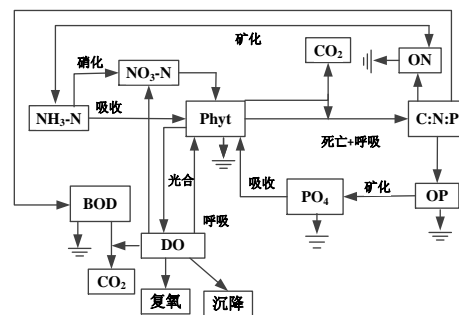 矿化
CO₂
ON
硝化
NO₃-N
NH₃-N
吸收
Phyt
C:N:P
死亡+呼吸
光合
吸收
PO₄
矿化
OP
BOD
呼吸
DO
CO₂
复氧
沉降